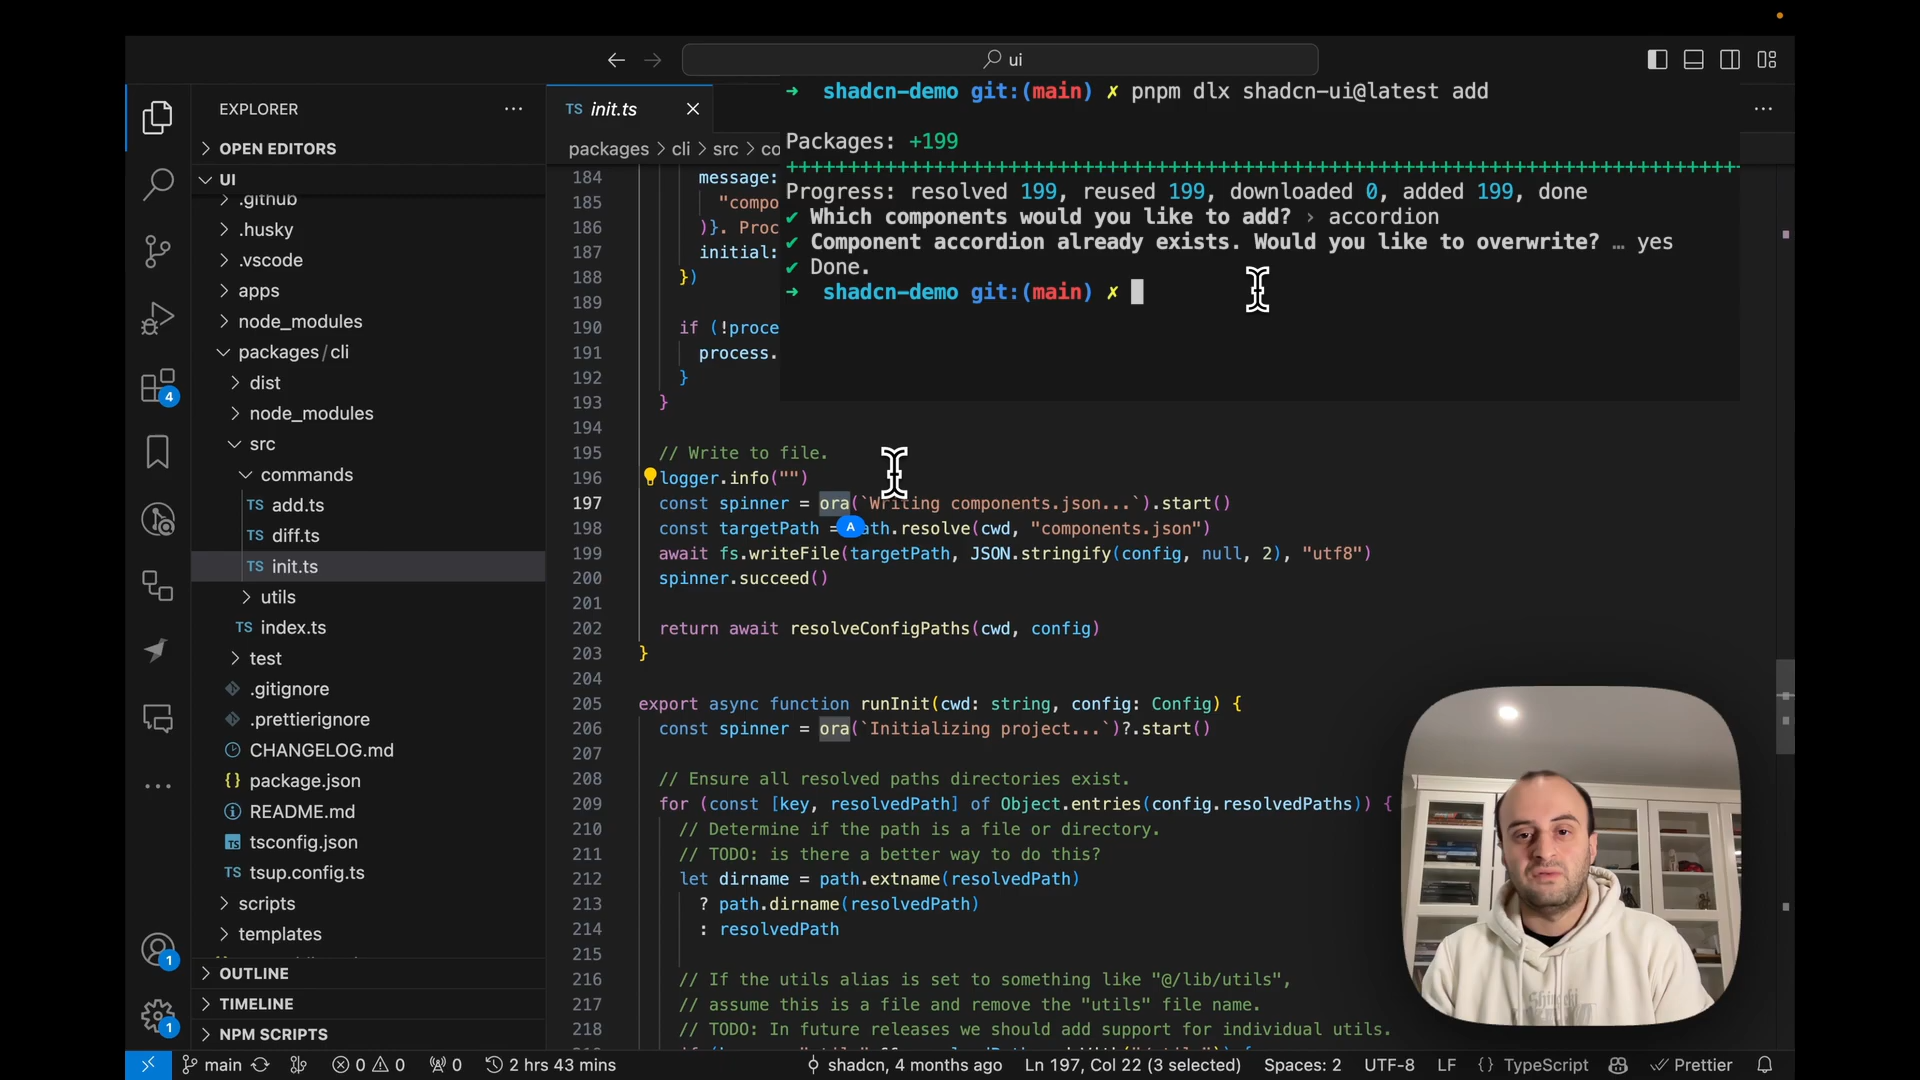 ui
EXPLORER
OPEN EDITORS
UI
.github
.husky
.vscode
apps
node_modules
packages/cli
dist
node_modules
src
commands
TS add.ts
TS diff.ts
TS init.ts
utils
TS index.ts
test
.gitignore
.prettierignore
CHANGELOG.md
{} package.json
README.md
TS tsconfig.json
TS tsup.config.ts
scripts
templates
OUTLINE
TIMELINE
NPM SCRIPTS
4
1
1
TS init.ts
packages > cli > src > co
→ shadcn-demo git:(main) ✗ pnpm dlx shadcn-ui@latest add
Packages: +199
++++++++++++++++++++++++++++++++++++++++++++++++++++++++++++++++++++++++++++++
Progress: resolved 199, reused 199, downloaded 0, added 199, done
✔ Which components would you like to add? › accordion
✔ Component accordion already exists. Would you like to overwrite? … yes
✔ Done.
→ shadcn-demo git:(main) ✗
184 message:
185 "compo
186 )}. Proc
187 initial:
188 })
189
190 if (!proce
191 process.
192 }
193 }
194
195 // Write to file.
196 logger.info("")
197 const spinner = ora(`Writing components.json...`).start()
A
198 const targetPath = path.resolve(cwd, "components.json")
199 await fs.writeFile(targetPath, JSON.stringify(config, null, 2), "utf8")
200 spinner.succeed()
201
202 return await resolveConfigPaths(cwd, config)
203 }
204
205 export async function runInit(cwd: string, config: Config) {
206 const spinner = ora(`Initializing project...`)?.start()
207
208 // Ensure all resolved paths directories exist.
209 for (const [key, resolvedPath] of Object.entries(config.resolvedPaths)) {
210 // Determine if the path is a file or directory.
211 // TODO: is there a better way to do this?
212 let dirname = path.extname(resolvedPath)
213 ? path.dirname(resolvedPath)
214 : resolvedPath
215
216 // If the utils alias is set to something like "@/lib/utils",
217 // assume this is a file and remove the "utils" file name.
218 // TODO: In future releases we should add support for individual utils.
main 0 0 0 2 hrs 43 mins shadcn, 4 months ago Ln 197, Col 22 (3 selected) Spaces: 2 UTF-8 LF {} TypeScript Prettier